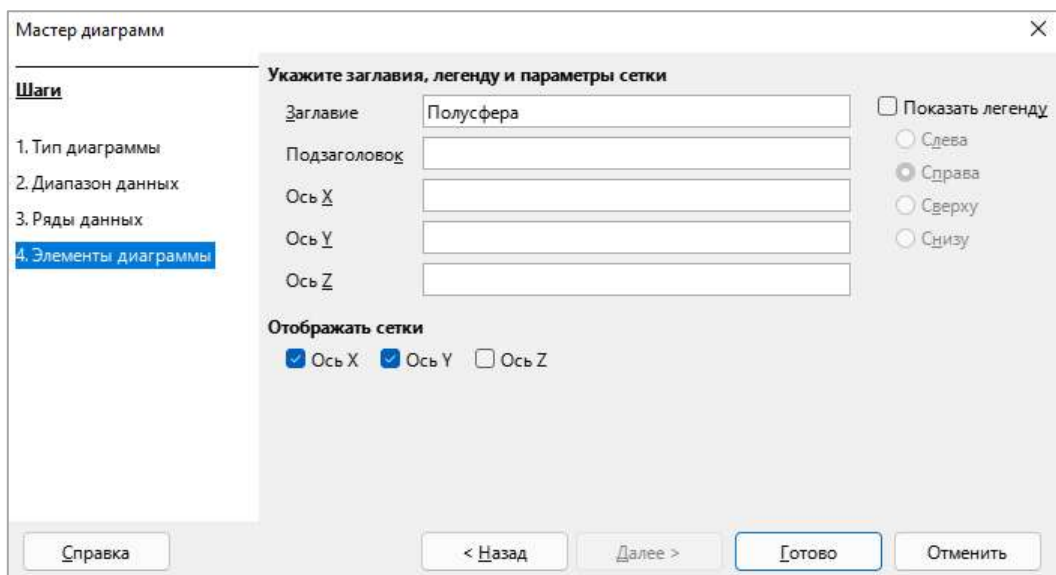 Мастер диаграмм
Шаги
1. Тип диаграммы
2. Диапазон данных
3. Ряды данных
4. Элементы диаграммы
Укажите заглавия, легенду и параметры сетки
Заглавие Полусфера
Подзаголовок
Ось X
Ось Y
Ось Z
Показать легенду
Слева
Справа
Сверху
Снизу
Отображать сетки
Ось X Ось Y Ось Z
Справка < Назад Далее > Готово Отменить